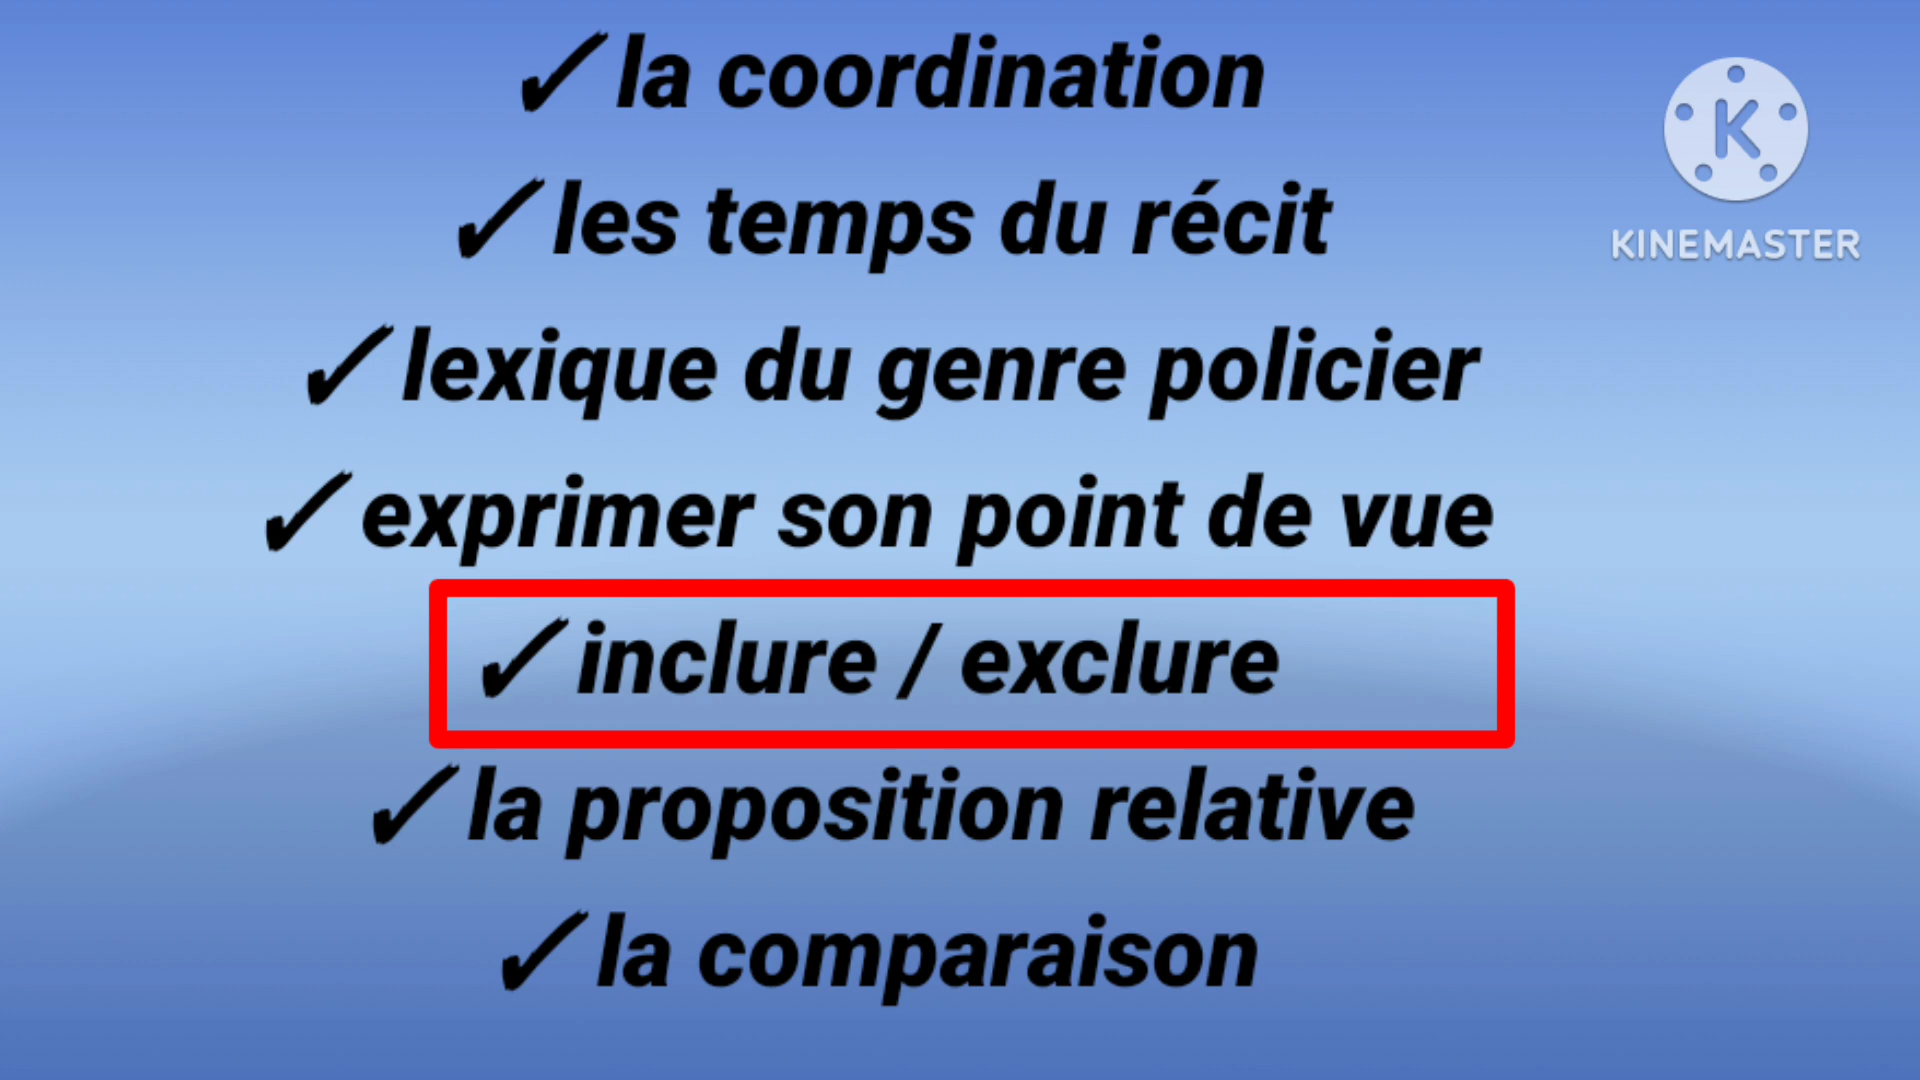 ✓ la coordination
✓ les temps du récit
✓ lexique du genre policier
✓ exprimer son point de vue
✓ inclure / exclure
✓ la proposition relative
✓ la comparaison
K
KINEMASTER